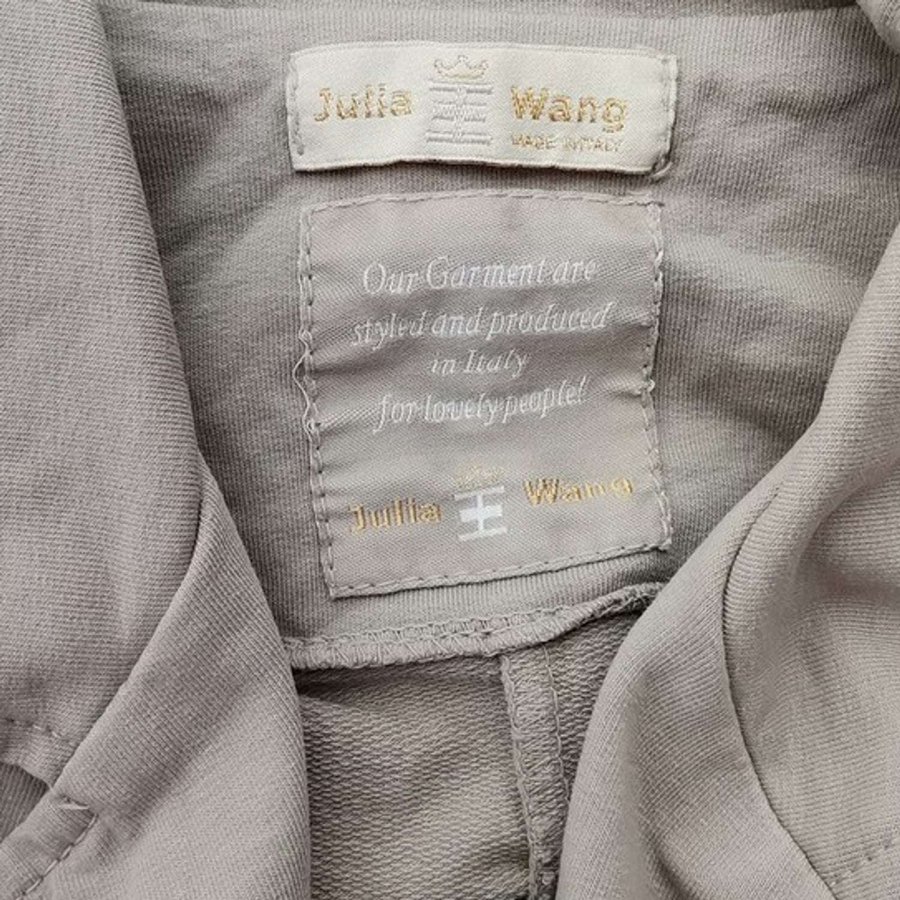 Julia Wang
MADE IN ITALY
Our Garment are
styled and produced
in Italy
for lovely people!
Julia Wang